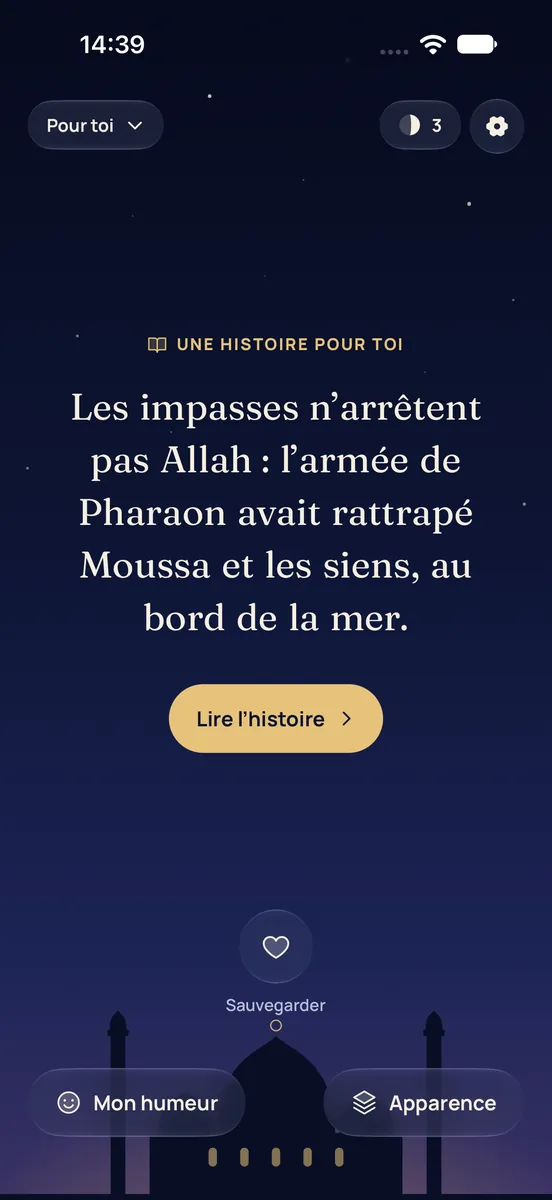 14:39
Pour toi
3
UNE HISTOIRE POUR TOI
Les impasses n’arrêtent
pas Allah : l’armée de
Pharaon avait rattrapé
Moussa et les siens, au
bord de la mer.
Lire l’histoire
Sauvegarder
Mon humeur
Apparence